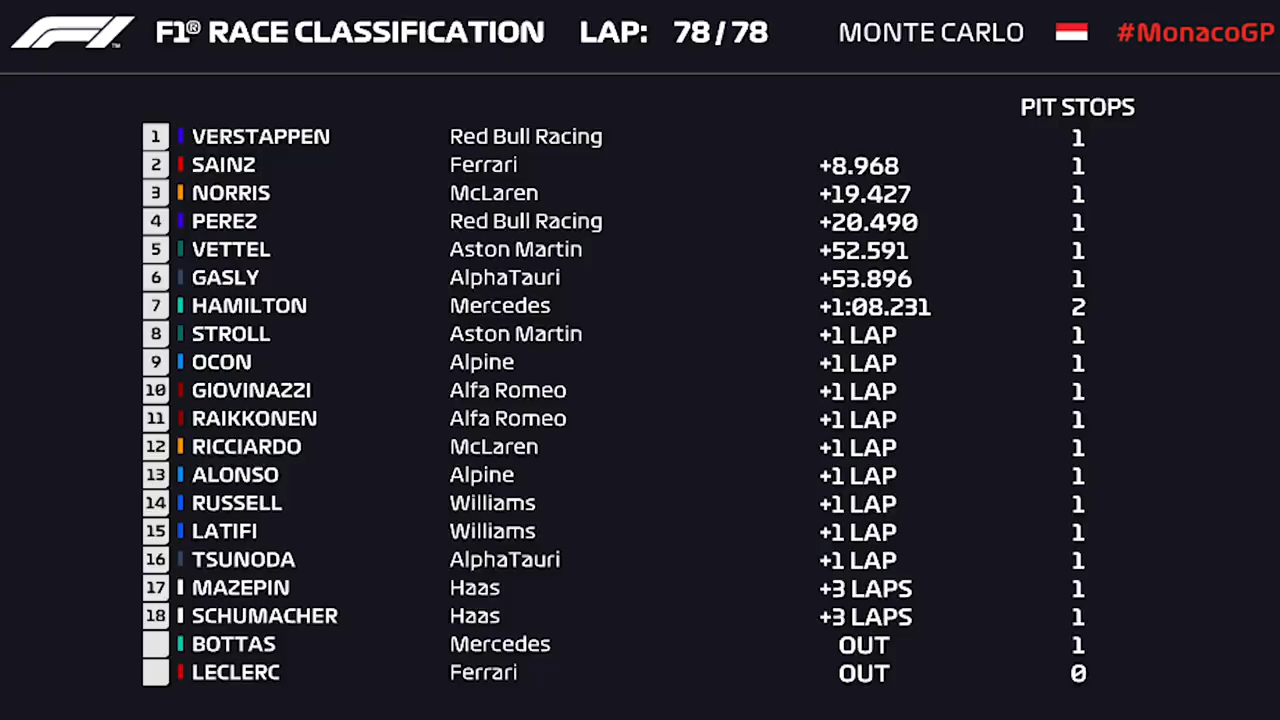 F1® RACE CLASSIFICATION LAP: 78/78 MONTE CARLO #MonacoGP
PIT STOPS
1 VERSTAPPEN Red Bull Racing 1
2 SAINZ Ferrari +8.968 1
3 NORRIS McLaren +19.427 1
4 PEREZ Red Bull Racing +20.490 1
5 VETTEL Aston Martin +52.591 1
6 GASLY AlphaTauri +53.896 1
7 HAMILTON Mercedes +1:08.231 2
8 STROLL Aston Martin +1 LAP 1
9 OCON Alpine +1 LAP 1
10 GIOVINAZZI Alfa Romeo +1 LAP 1
11 RAIKKONEN Alfa Romeo +1 LAP 1
12 RICCIARDO McLaren +1 LAP 1
13 ALONSO Alpine +1 LAP 1
14 RUSSELL Williams +1 LAP 1
15 LATIFI Williams +1 LAP 1
16 TSUNODA AlphaTauri +1 LAP 1
17 MAZEPIN Haas +3 LAPS 1
18 SCHUMACHER Haas +3 LAPS 1
BOTTAS Mercedes OUT 1
LECLERC Ferrari OUT 0